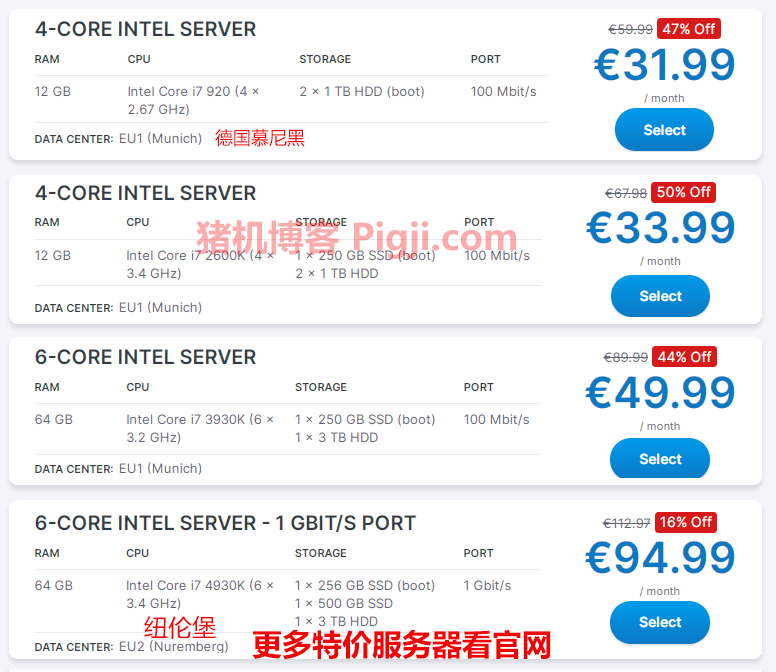 4-CORE INTEL SERVER
€59.99 47% Off
€31.99
/ month
RAM CPU STORAGE PORT
12 GB Intel Core i7 920 (4 × 2 × 1 TB HDD (boot) 100 Mbit/s
2.67 GHz)
Select
DATA CENTER: EU1 (Munich) 德国慕尼黑
4-CORE INTEL SERVER
€67.98 50% Off
€33.99
/ month
RAM CPU STORAGE PORT
猪机博客 Pigji.com
12 GB Intel Core i7 2600K (4 × 1 × 250 GB SSD (boot) 100 Mbit/s
3.4 GHz) 2 × 1 TB HDD
Select
DATA CENTER: EU1 (Munich)
6-CORE INTEL SERVER
€89.99 44% Off
€49.99
/ month
RAM CPU STORAGE PORT
64 GB Intel Core i7 3930K (6 × 1 × 250 GB SSD (boot) 100 Mbit/s
3.2 GHz) 1 × 3 TB HDD
Select
DATA CENTER: EU1 (Munich)
6-CORE INTEL SERVER - 1 GBIT/S PORT
€112.97 16% Off
€94.99
/ month
RAM CPU STORAGE PORT
64 GB Intel Core i7 4930K (6 × 1 × 256 GB SSD (boot) 1 Gbit/s
3.4 GHz) 1 × 500 GB SSD
1 × 3 TB HDD
Select
纽伦堡
DATA CENTER: EU2 (Nuremberg)
更多特价服务器看官网